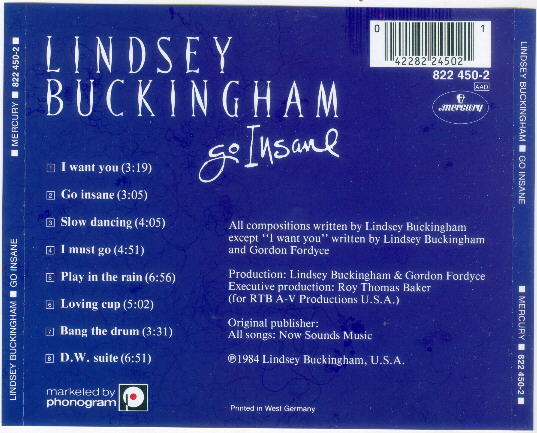 ■ MERCURY ■ 822 450-2 ■
LINDSEY BUCKINGHAM ■ GO INSANE
LINDSEY
BUCKINGHAM
go Insane
0 42282 24502 1
822 450-2
AAD
mercury
1 I want you (3:19)
2 Go insane (3:05)
3 Slow dancing (4:05)
4 I must go (4:51)
5 Play in the rain (6:56)
6 Loving cup (5:02)
7 Bang the drum (3:31)
8 D.W. suite (6:51)
All compositions written by Lindsey Buckingham
except “I want you” written by Lindsey Buckingham
and Gordon Fordyce
Production: Lindsey Buckingham & Gordon Fordyce
Executive production: Roy Thomas Baker
(for RTB A-V Productions U.S.A.)
Original publisher:
All songs: Now Sounds Music
℗1984 Lindsey Buckingham, U.S.A.
marketed by
phonogram
p
Printed in West Germany
LINDSEY BUCKINGHAM ■ GO INSANE
■ MERCURY ■ 822 450-2 ■